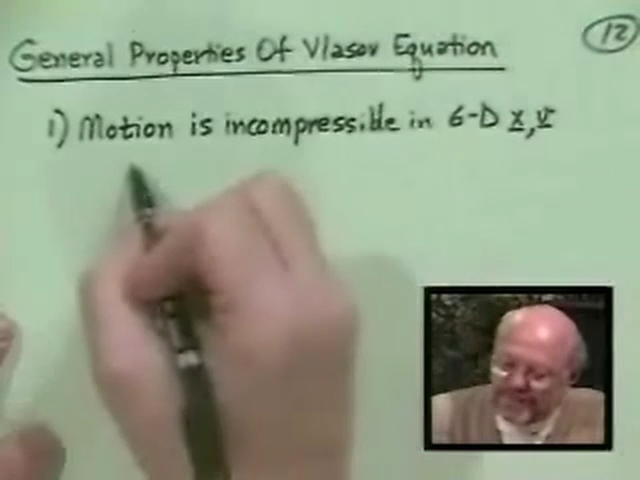 12
General Properties Of Vlasov Equation
1) Motion is incompressible in 6-D x, v